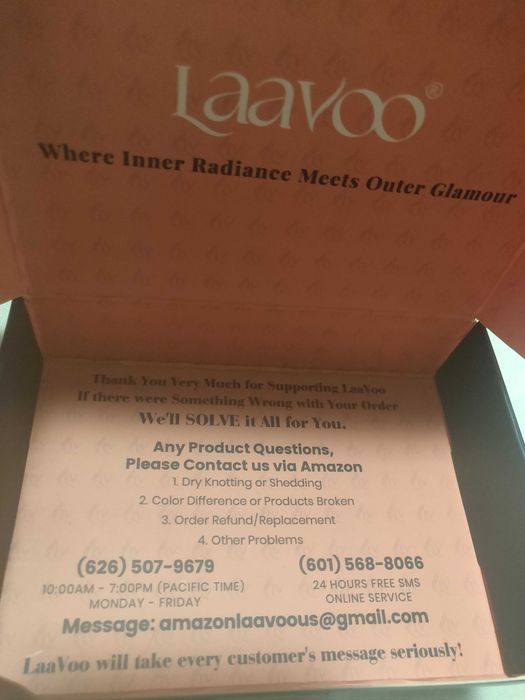 LaaVOO®
Where Inner Radiance Meets Outer Glamour
Thank You Very Much for Supporting LaaVoo
If there were Something Wrong with Your Order
We'll SOLVE it All for You.
Any Product Questions,
Please Contact us via Amazon
1. Dry Knotting or Shedding
2. Color Difference or Products Broken
3. Order Refund/Replacement
4. Other Problems
(626) 507-9679 (601) 568-8066
10:00AM - 7:00PM (PACIFIC TIME) 24 HOURS FREE SMS
MONDAY - FRIDAY ONLINE SERVICE
Message: amazonlaavoous@gmail.com
LaaVoo will take every customer's message seriously!